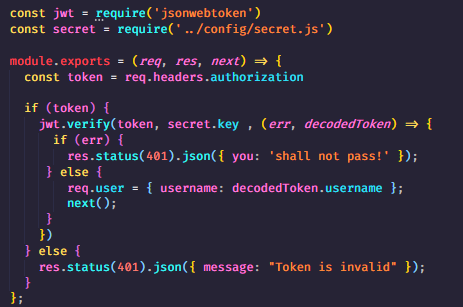 const jwt = require('jsonwebtoken')
const secret = require('../config/secret.js')
module.exports = (req, res, next) => {
const token = req.headers.authorization
if (token) {
jwt.verify(token, secret.key , (err, decodedToken) => {
if (err) {
res.status(401).json({ you: 'shall not pass!' });
} else {
req.user = { username: decodedToken.username };
next();
}
})
} else {
res.status(401).json({ message: "Token is invalid" });
}
};